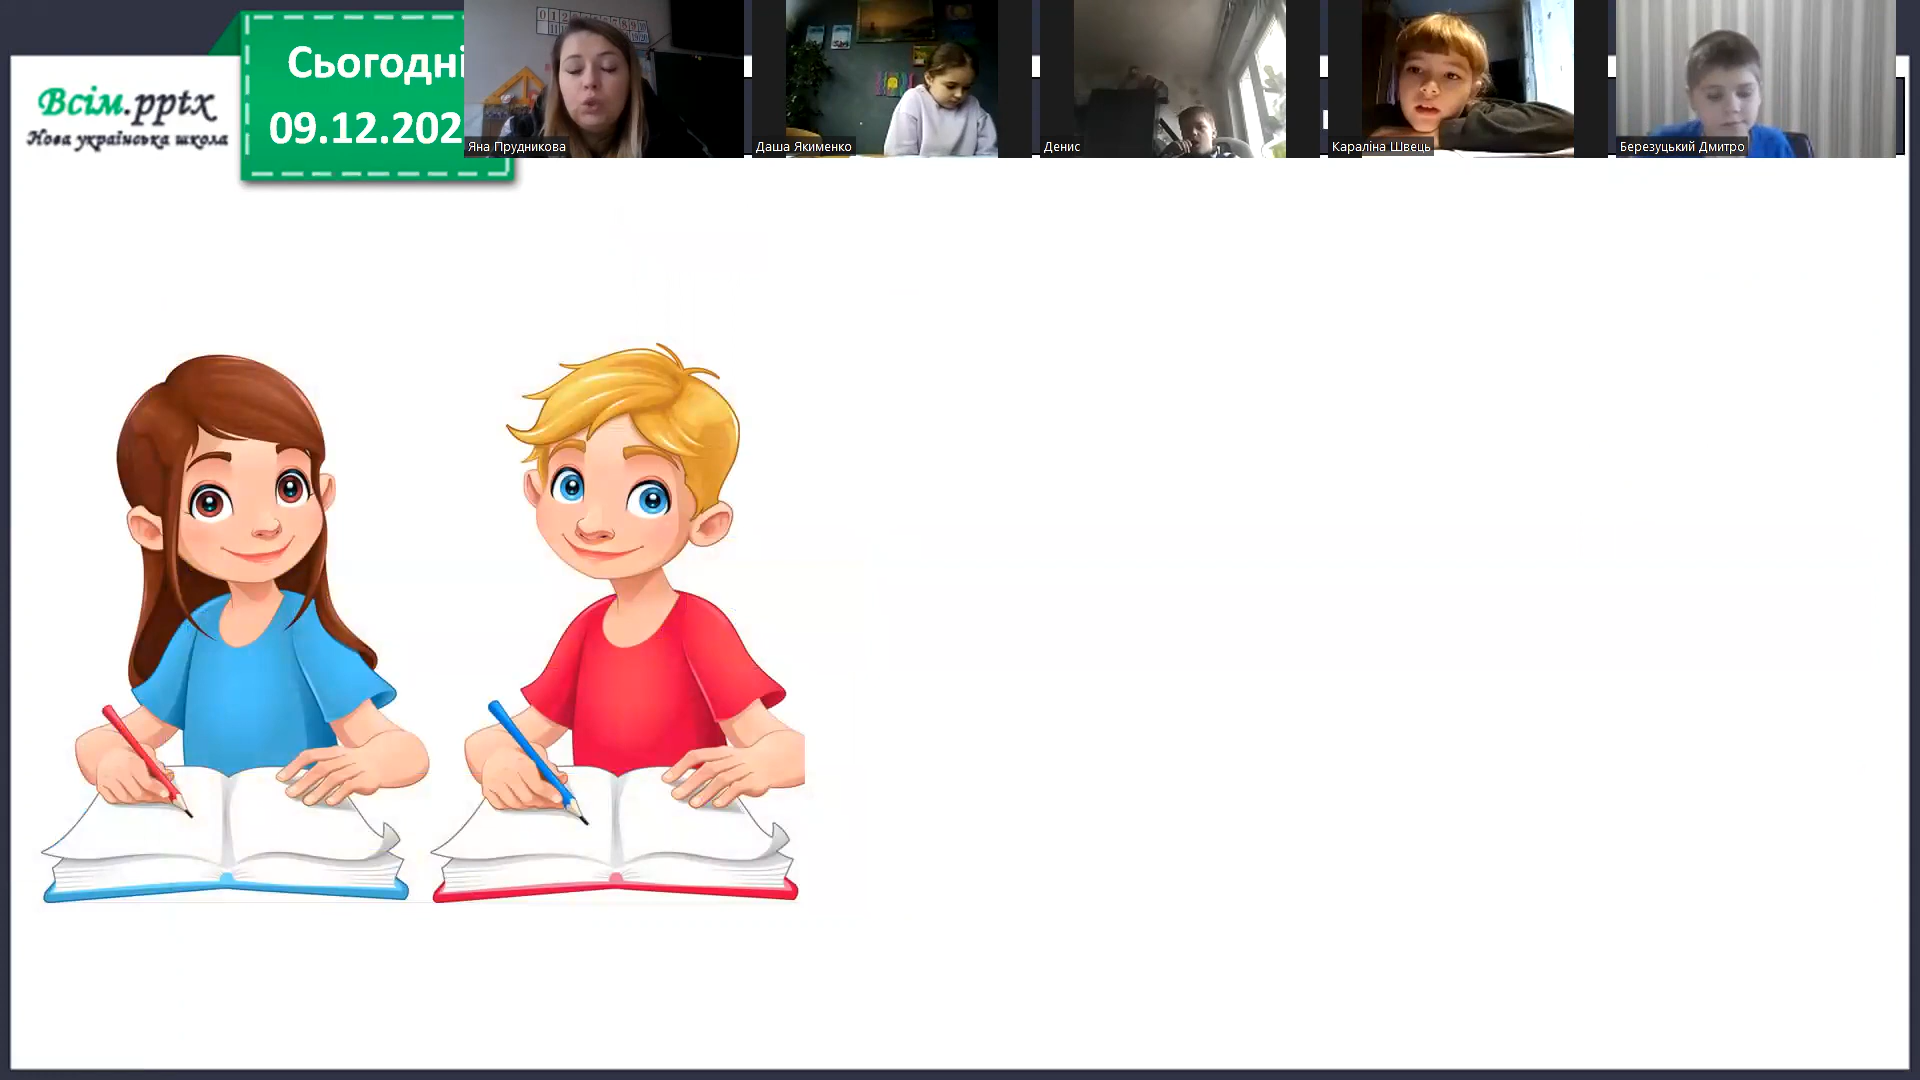 Всім.pptx
Нова українська школа
Сьогодні
09.12.202
Яна Прудникова
Даша Якименко
Денис
Караліна Швець
Березуцький Дмитро